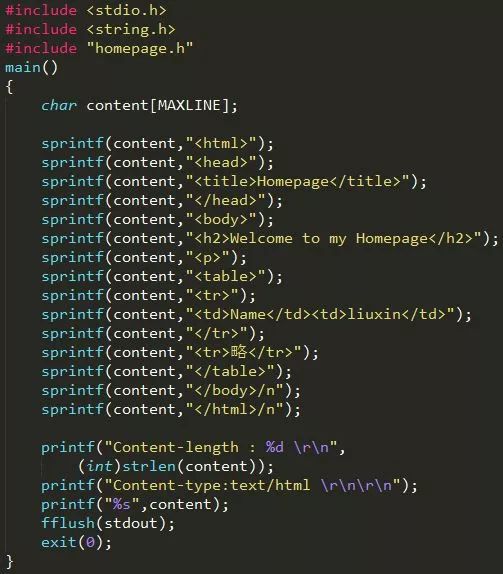 #include <stdio.h>
#include <string.h>
#include "homepage.h"
main()
{
    char content[MAXLINE];

    sprintf(content,"<html>");
    sprintf(content,"<head>");
    sprintf(content,"<title>Homepage</title>");
    sprintf(content,"</head>");
    sprintf(content,"<body>");
    sprintf(content,"<h2>Welcome to my Homepage</h2>");
    sprintf(content,"<p>");
    sprintf(content,"<table>");
    sprintf(content,"<tr>");
    sprintf(content,"<td>Name</td><td>liuxin</td>");
    sprintf(content,"</tr>");
    sprintf(content,"<tr>略</tr>");
    sprintf(content,"</table>");
    sprintf(content,"</body>/n");
    sprintf(content,"</html>/n");

    printf("Content-length : %d \r\n",
        (int)strlen(content));
    printf("Content-type:text/html \r\n\r\n");
    printf("%s",content);
    fflush(stdout);
    exit(0);
}